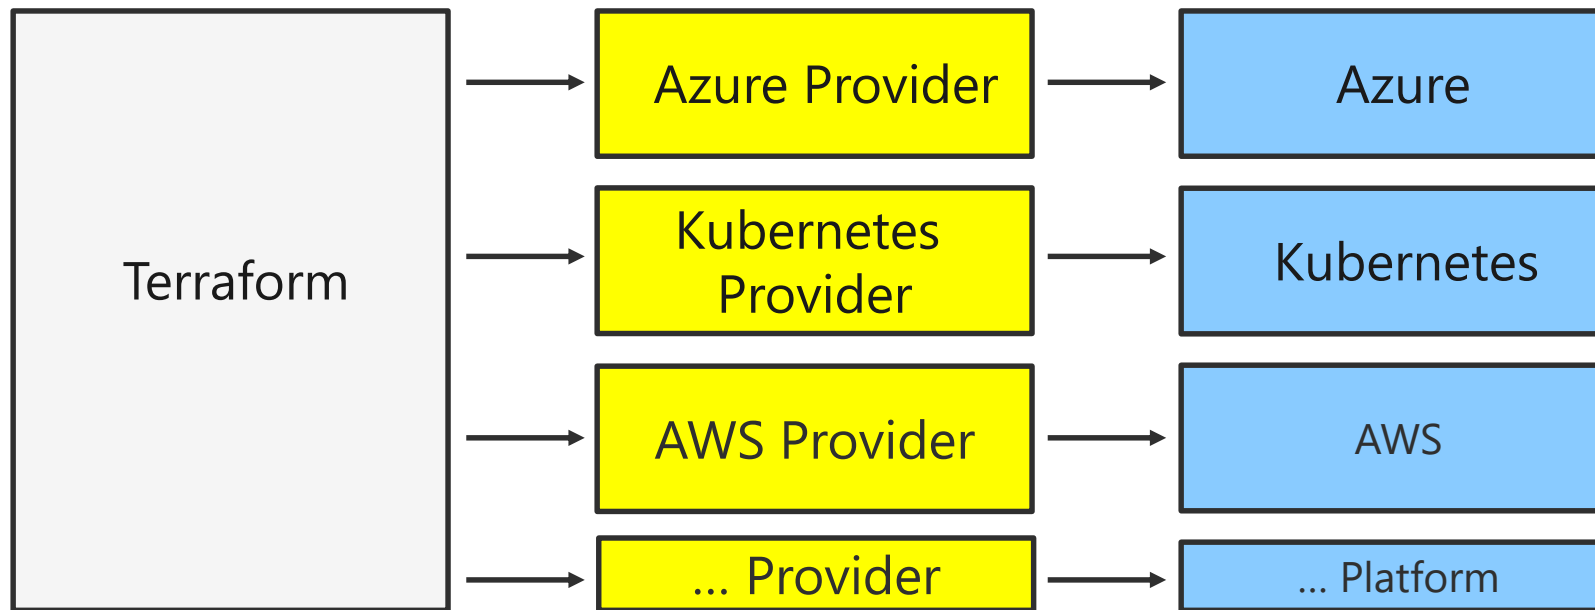 Terraform
Azure Provider
Azure
Kubernetes
Provider
Kubernetes
AWS Provider
AWS
... Provider
... Platform